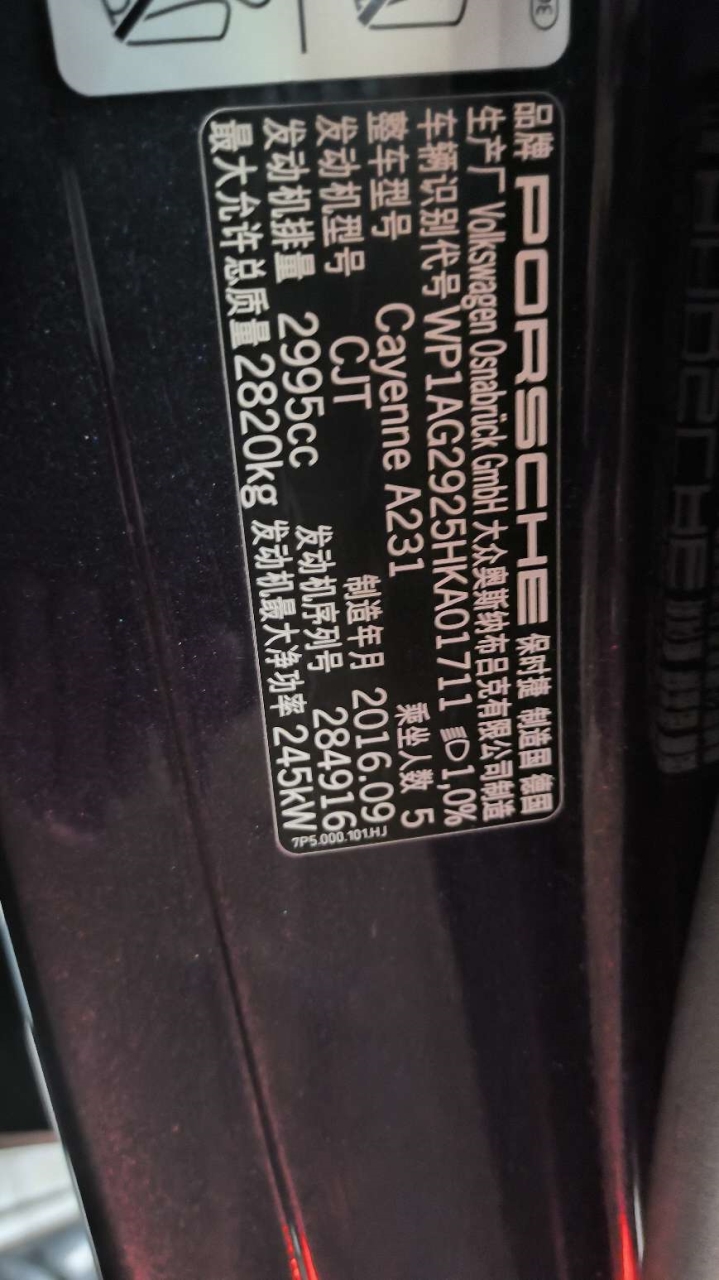 品牌 PORSCHE 保时捷 制造国 德国
生产厂 Volkswagen Osnabrück GmbH 大众奥斯纳布吕克有限公司制造
车辆识别代号 WP1AG2925HKA01711 1,0%
整车型号 Cayenne A231 乘坐人数 5
发动机型号 CJT 制造年月 2016.09
发动机排量 2995cc 发动机序列号 284916
最大允许总质量 2820kg 发动机最大净功率 245kW
7P5.000.101.HJ